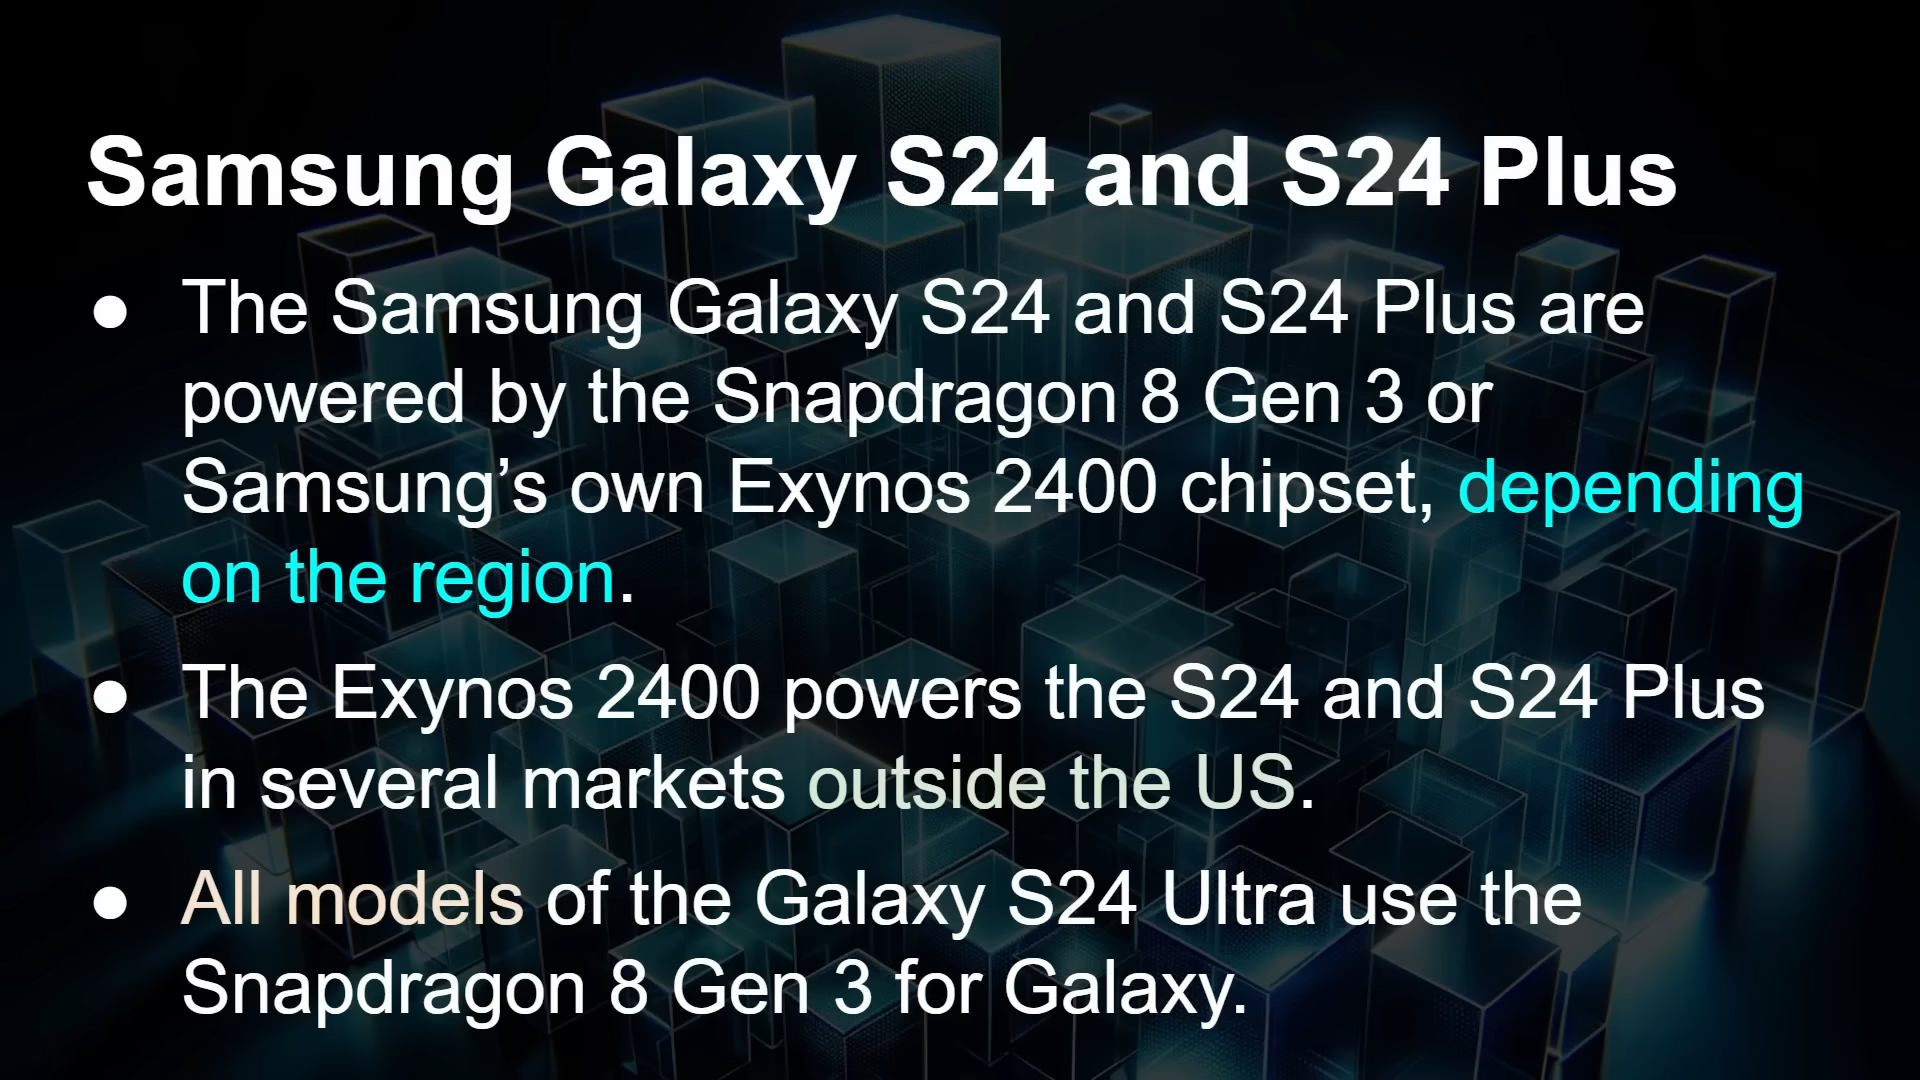 Samsung Galaxy S24 and S24 Plus
● The Samsung Galaxy S24 and S24 Plus are
powered by the Snapdragon 8 Gen 3 or
Samsung’s own Exynos 2400 chipset, depending
on the region.
● The Exynos 2400 powers the S24 and S24 Plus
in several markets outside the US.
● All models of the Galaxy S24 Ultra use the
Snapdragon 8 Gen 3 for Galaxy.